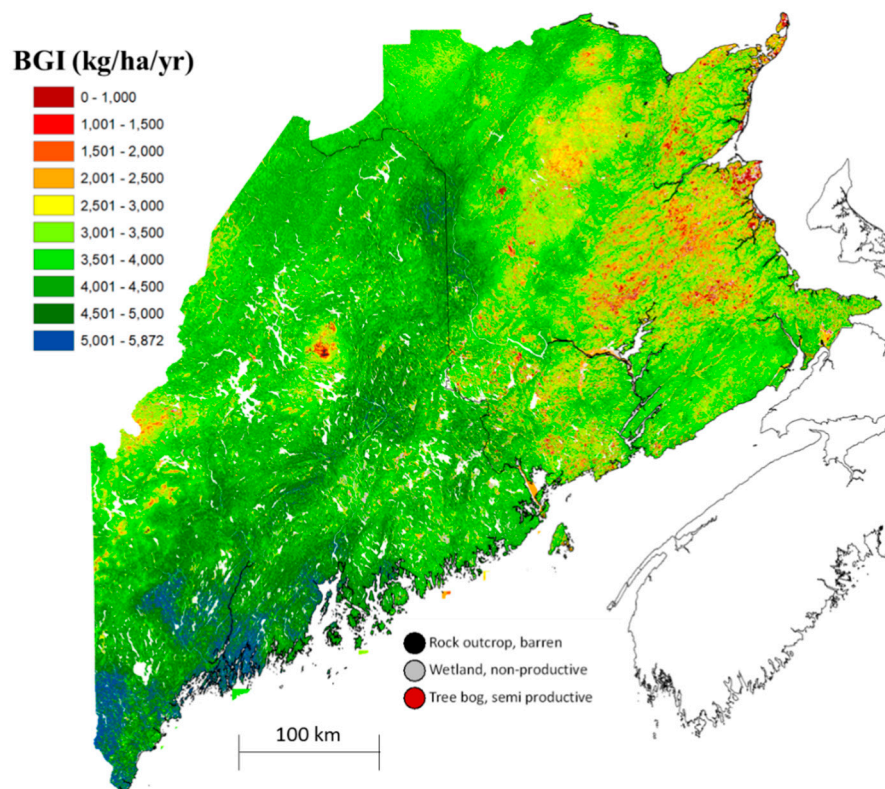 BGI (kg/ha/yr)
0 - 1,000
1,001 - 1,500
1,501 - 2,000
2,001 - 2,500
2,501 - 3,000
3,001 - 3,500
3,501 - 4,000
4,001 - 4,500
4,501 - 5,000
5,001 - 5,872
Rock outcrop, barren
Wetland, non-productive
Tree bog, semi productive
100 km